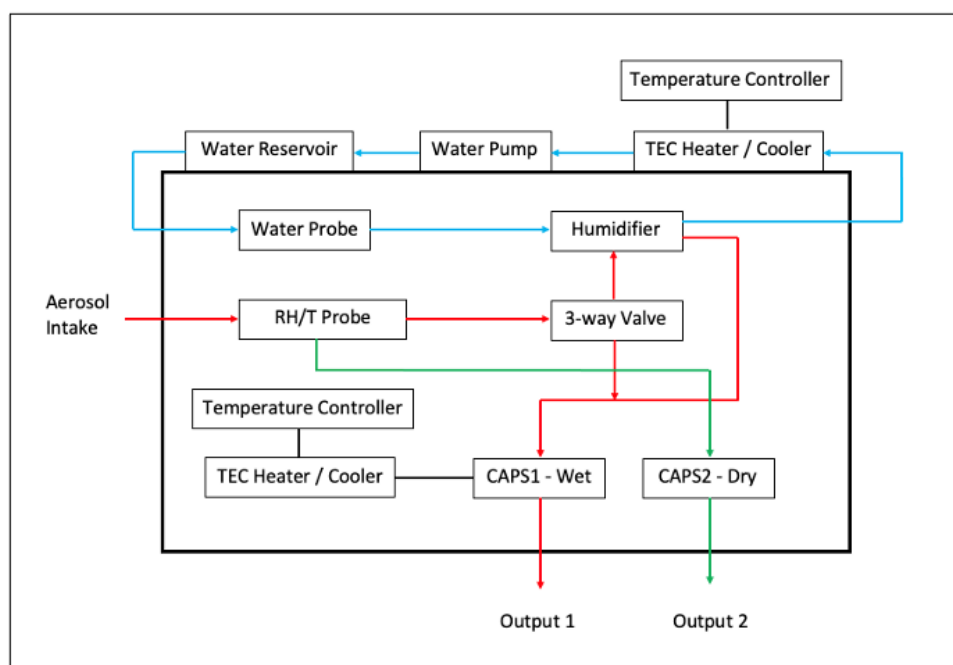 Temperature Controller
Water Reservoir
Water Pump
TEC Heater / Cooler
Water Probe
Humidifier
Aerosol
Intake
RH/T Probe
3-way Valve
Temperature Controller
TEC Heater / Cooler
CAPS1 - Wet
CAPS2 - Dry
Output 1
Output 2